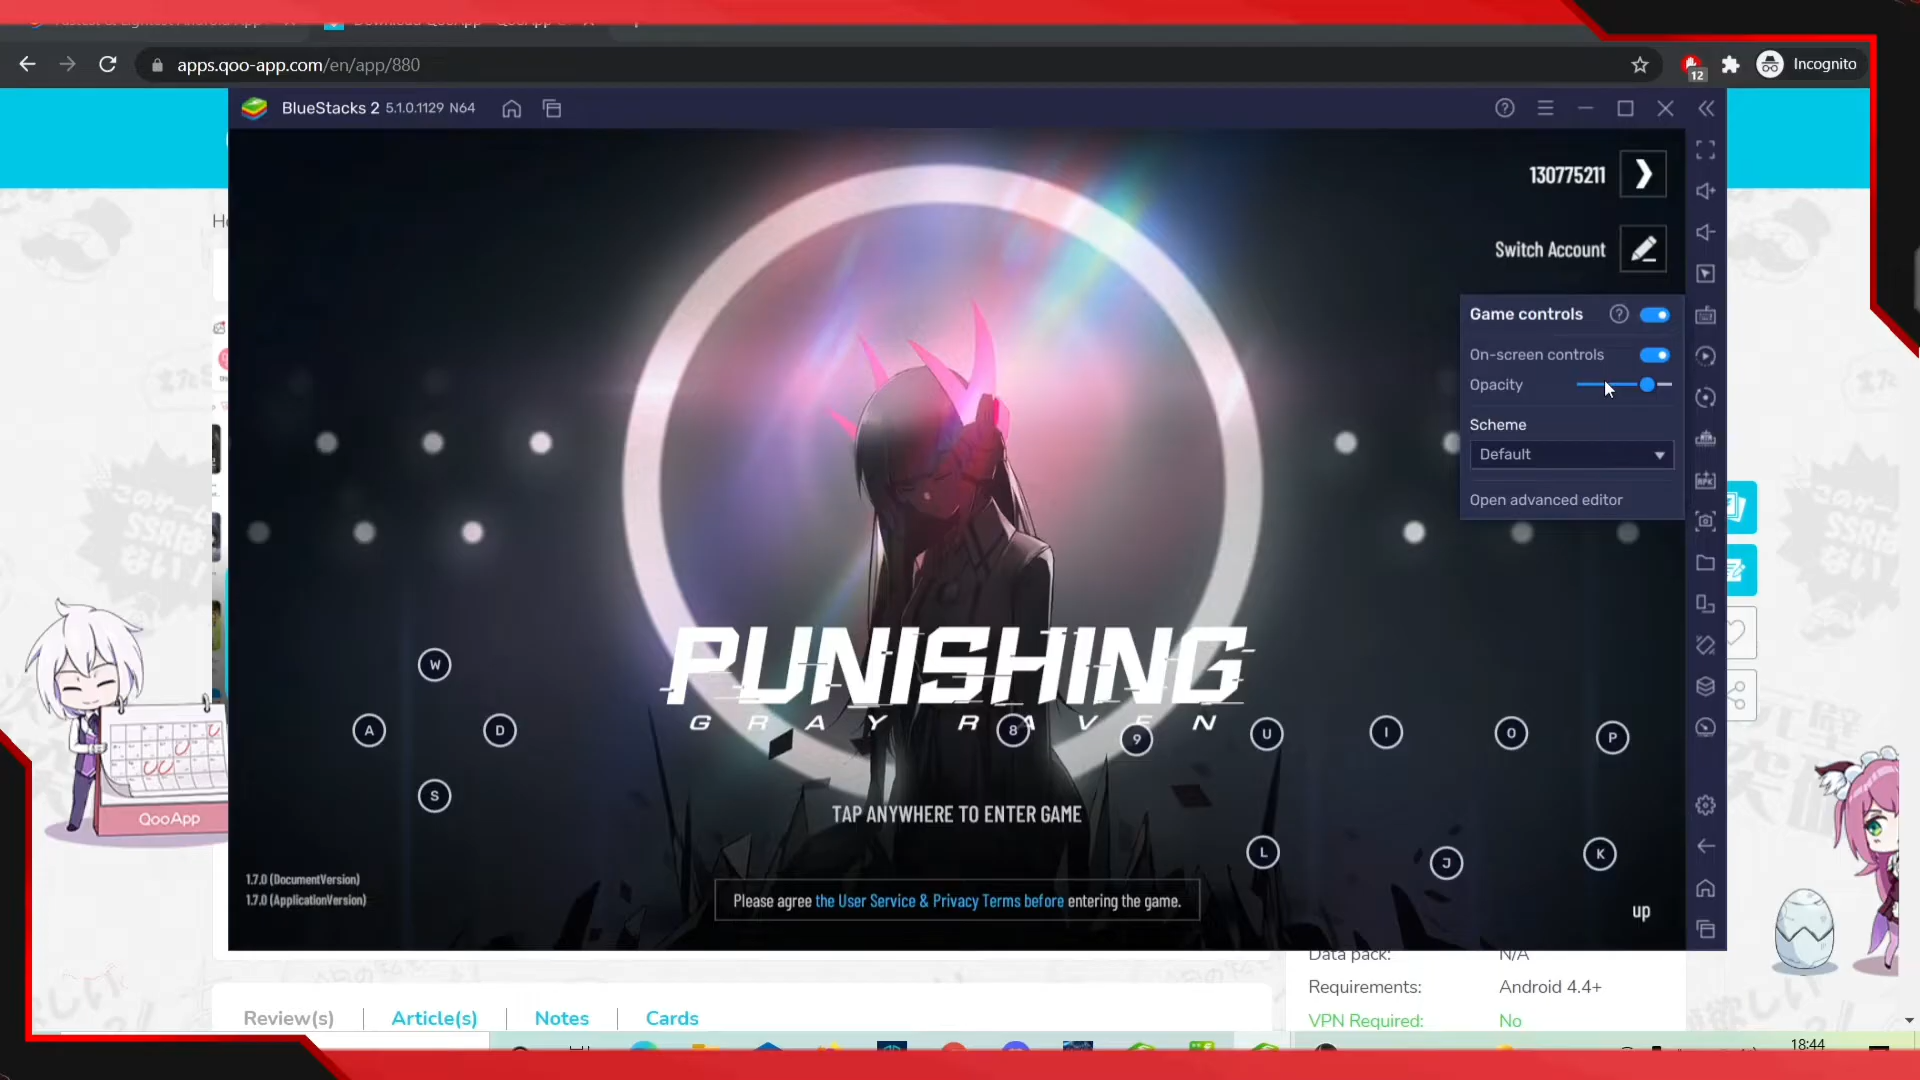 apps.qoo-app.com/en/app/880
12
Incognito
BlueStacks 2 5.1.0.1129 N64
130775211
Switch Account
Game controls
On-screen controls
Opacity
Scheme
Default
Open advanced editor
W
A
D
S
PUNISHING
GRAY RAVEN
8
9
U
I
O
P
L
J
K
TAP ANYWHERE TO ENTER GAME
1.7.0 (DocumentVersion)
1.7.0 (ApplicationVersion)
Please agree the User Service & Privacy Terms before entering the game.
up
QooApp
Data pack: N/A
Requirements: Android 4.4+
VPN Required: No
Review(s)
Article(s)
Notes
Cards
18:44